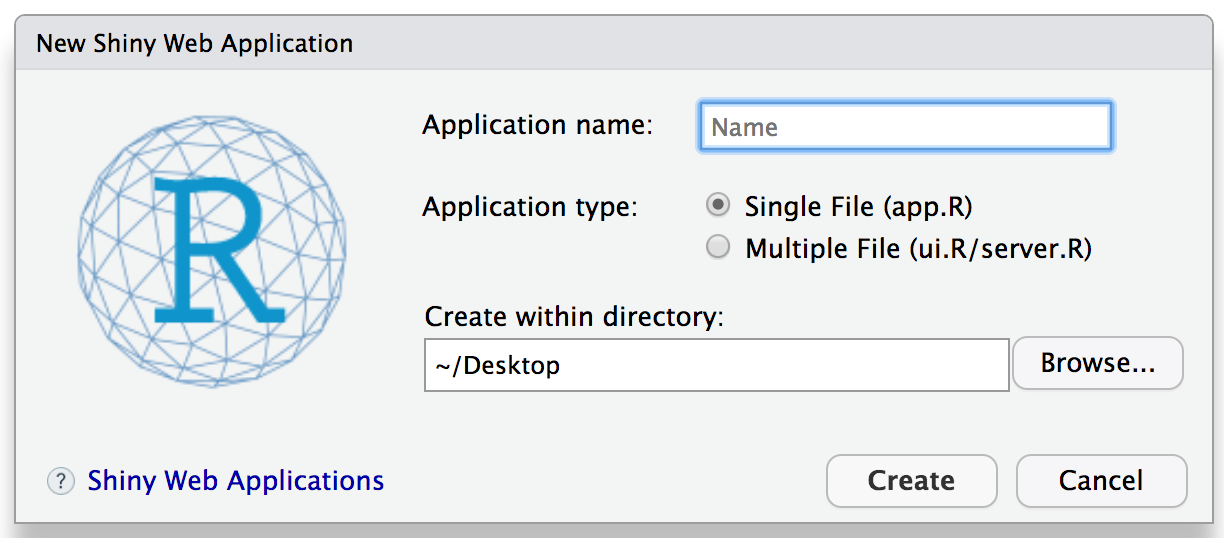 New Shiny Web Application
R
Application name: Name
Application type: Single File (app.R)
Multiple File (ui.R/server.R)
Create within directory:
~/Desktop Browse...
? Shiny Web Applications Create Cancel